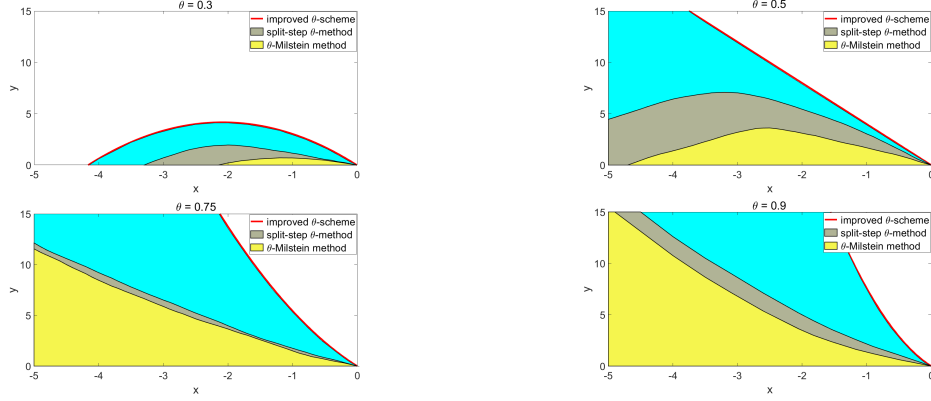 θ = 0.3
improved θ-scheme
split-step θ-method
θ-Milstein method
15
10
5
0
y
-5 -4 -3 -2 -1 0
x
θ = 0.5
improved θ-scheme
split-step θ-method
θ-Milstein method
15
10
5
0
y
-5 -4 -3 -2 -1 0
x
θ = 0.75
improved θ-scheme
split-step θ-method
θ-Milstein method
15
10
5
0
y
-5 -4 -3 -2 -1 0
x
θ = 0.9
improved θ-scheme
split-step θ-method
θ-Milstein method
15
10
5
0
y
-5 -4 -3 -2 -1 0
x